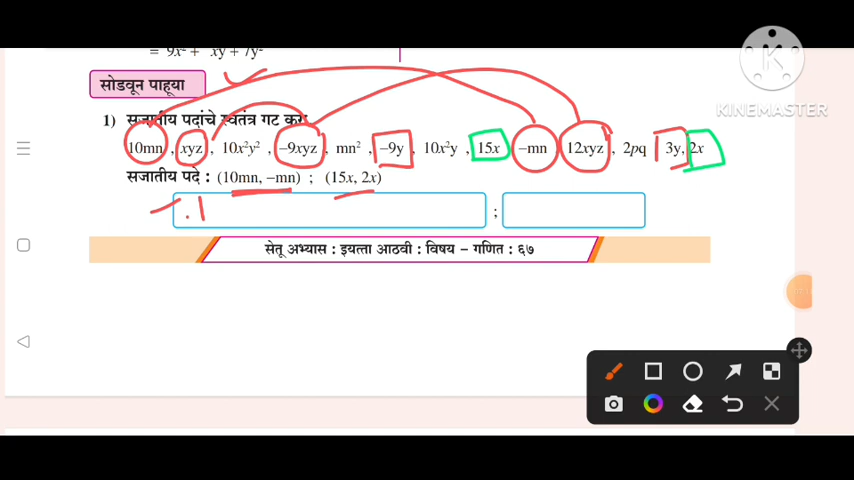 = 9x² + xy + 7y²
सोडवून पाहूया
KINEMASTER
1) सजातीय पदांचे स्वतंत्र गट करा
10mn , xyz , 10x²y² , −9xyz , mn² , −9y , 10x²y , 15x , −mn , 12xyz , 2pq , 3y, 2x
सजातीय पदे : (10mn, −mn) ; (15x, 2x)
;
सेतू अभ्यास : इयत्ता आठवी : विषय – गणित : ६७